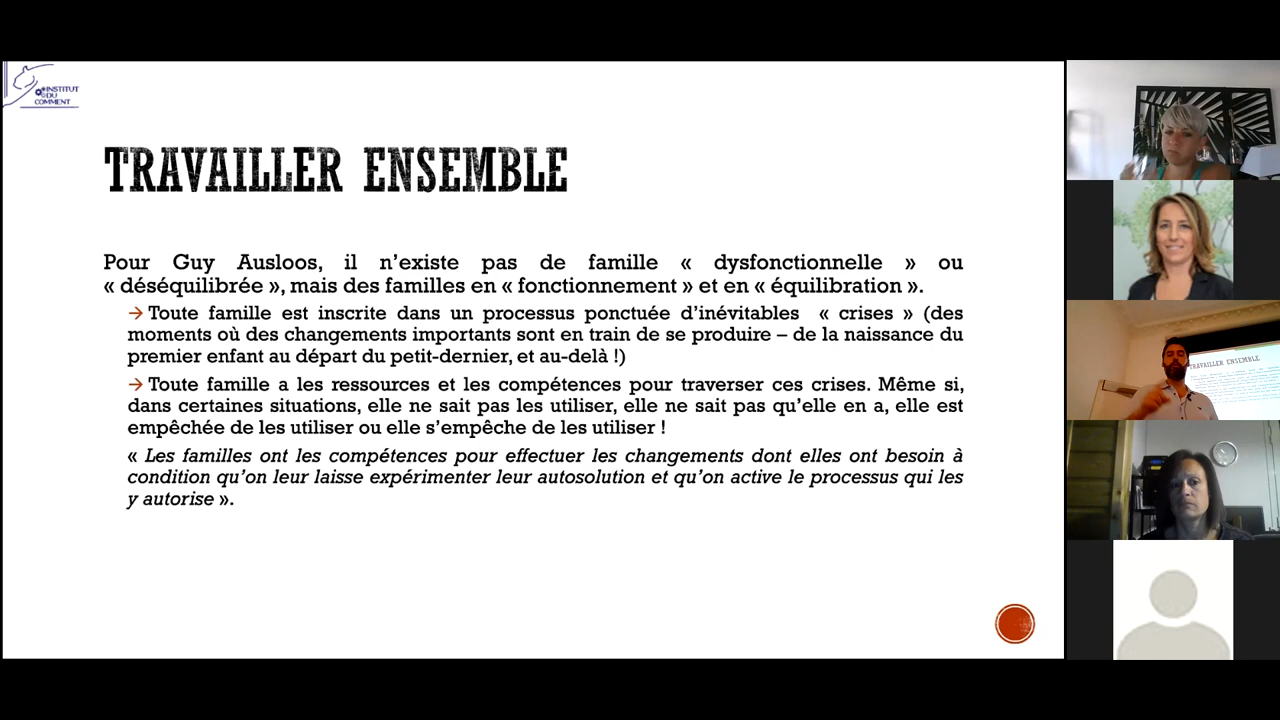 INSTITUT
DU
COMMENT
TRAVAILLER ENSEMBLE
Pour Guy Ausloos, il n’existe pas de famille « dysfonctionnelle » ou
« déséquilibrée », mais des familles en « fonctionnement » et en « équilibration ».
→ Toute famille est inscrite dans un processus ponctuée d’inévitables « crises » (des
moments où des changements importants sont en train de se produire – de la naissance du
premier enfant au départ du petit-dernier, et au-delà !)
→ Toute famille a les ressources et les compétences pour traverser ces crises. Même si,
dans certaines situations, elle ne sait pas les utiliser, elle ne sait pas qu’elle en a, elle est
empêchée de les utiliser ou elle s’empêche de les utiliser !
« Les familles ont les compétences pour effectuer les changements dont elles ont besoin à
condition qu’on leur laisse expérimenter leur autosolution et qu’on active le processus qui les
y autorise ».
TRAVAILLER ENSEMBLE